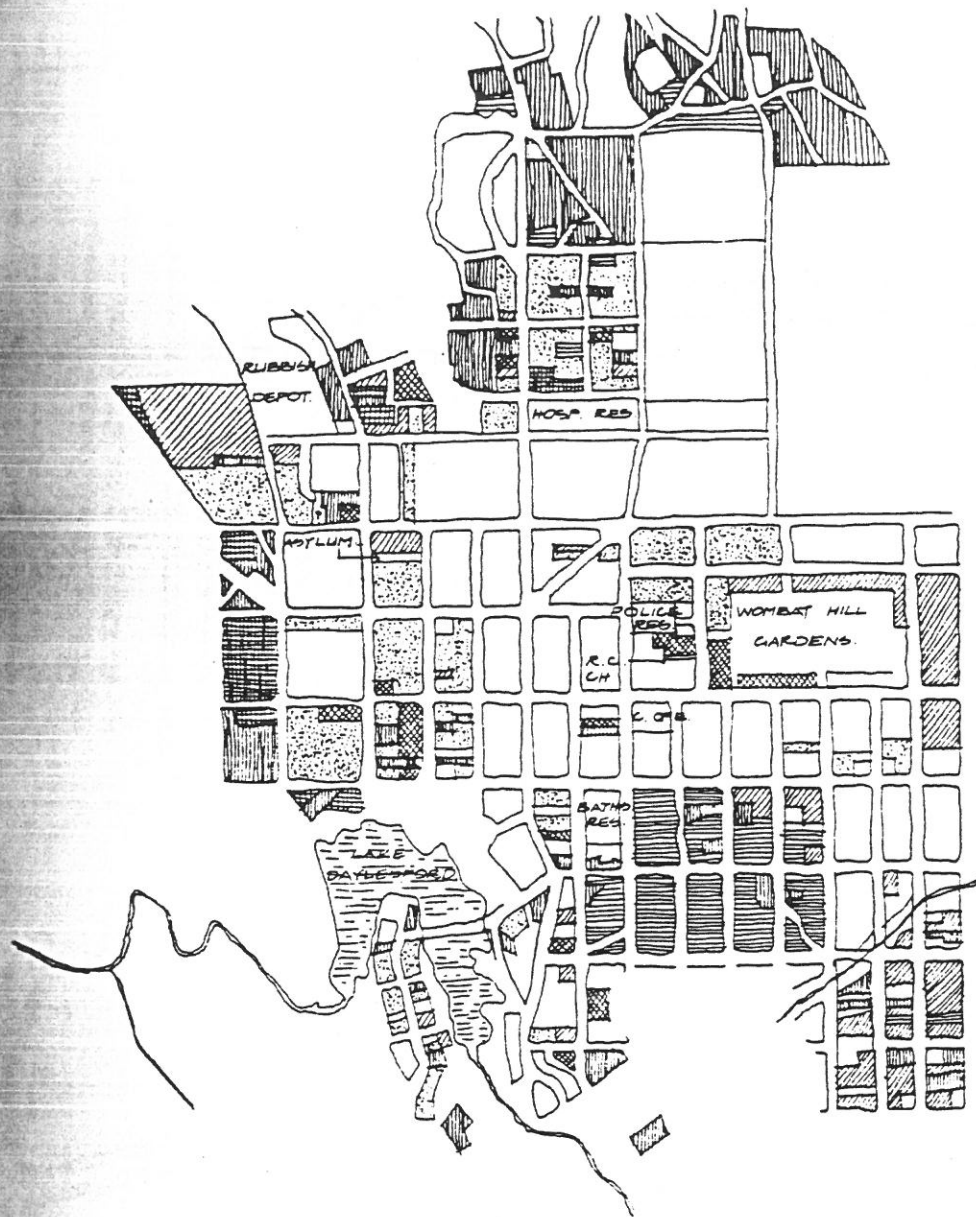 RUBBISH
DEPOT.
HOSP. RES
ASYLUM.
POLICE
RES
WOMBAT HILL
GARDENS.
R.C.
CH
C. OF E.
BATHS
RES.
LAKE
DAYLESFORD